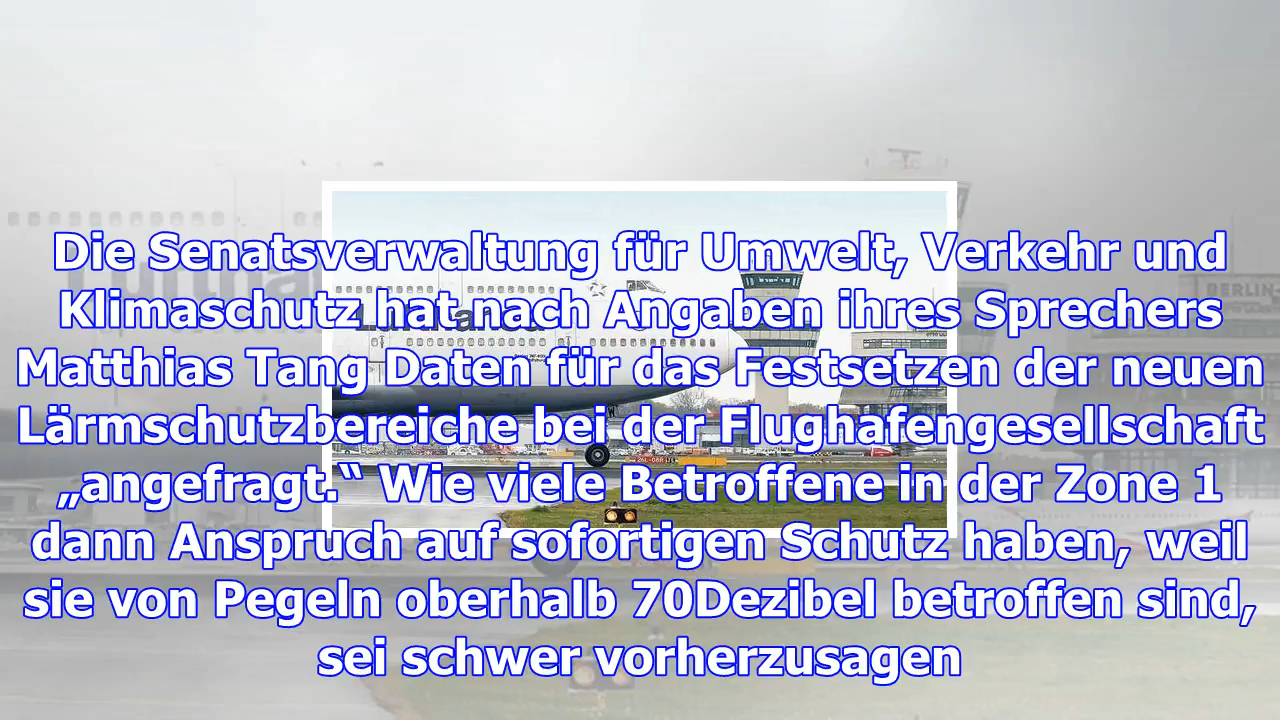 Die Senatsverwaltung für Umwelt, Verkehr und
Klimaschutz hat nach Angaben ihres Sprechers
Matthias Tang Daten für das Festsetzen der neuen
Lärmschutzbereiche bei der Flughafengesellschaft
„angefragt.“ Wie viele Betroffene in der Zone 1
dann Anspruch auf sofortigen Schutz haben, weil
sie von Pegeln oberhalb 70Dezibel betroffen sind,
sei schwer vorherzusagen
Lufthansa
BERLIN-